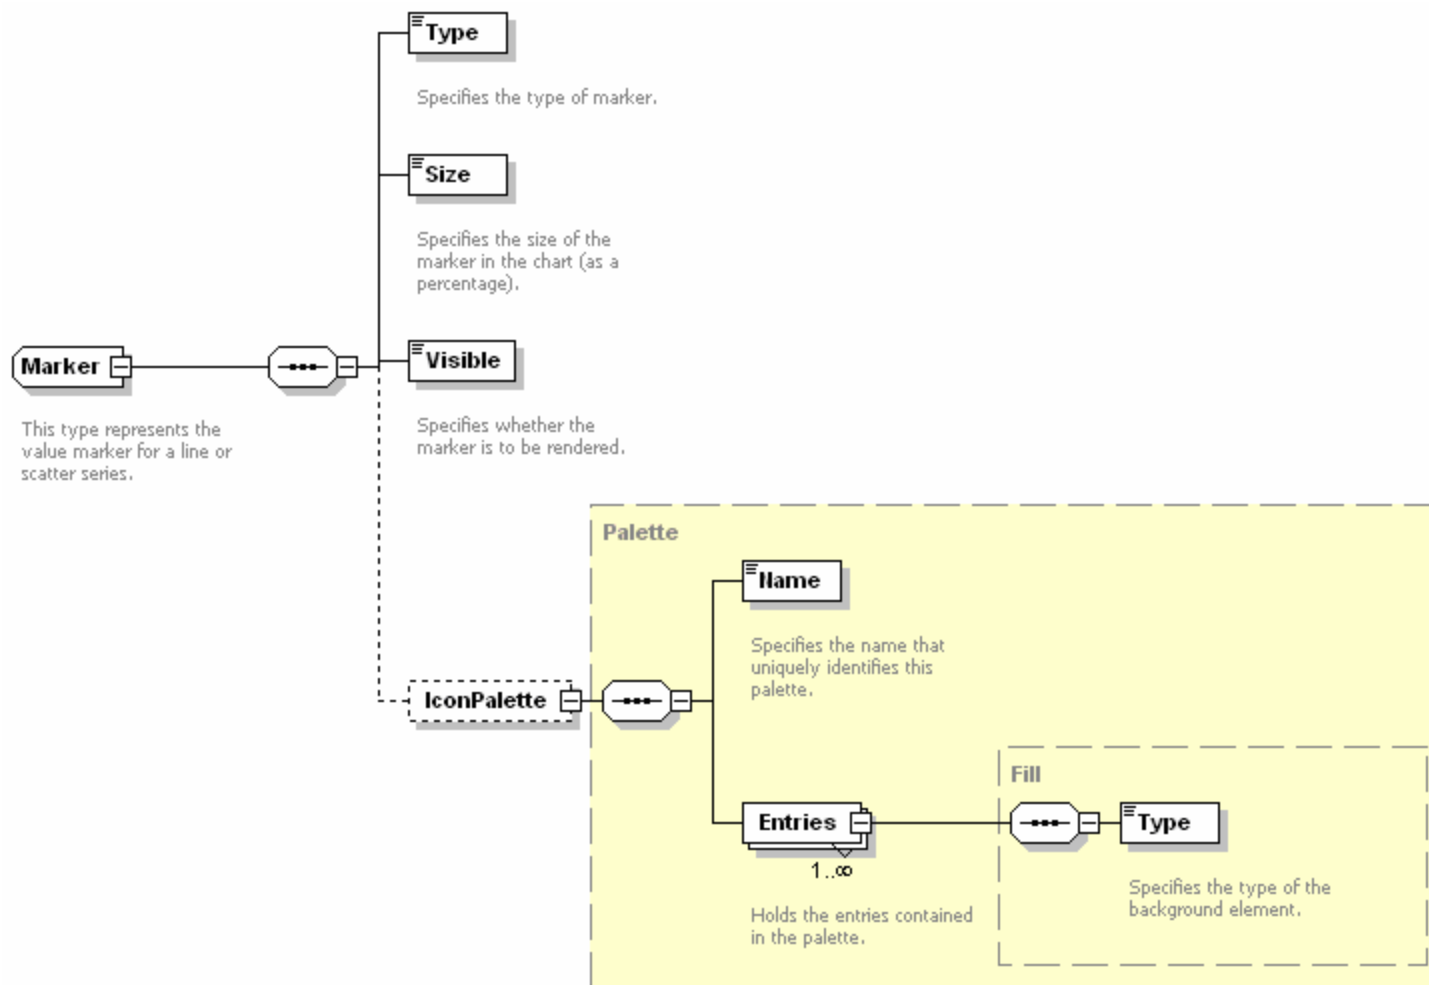 Type
Specifies the type of marker.
Size
Specifies the size of the
marker in the chart (as a
percentage).
Marker
This type represents the
value marker for a line or
scatter series.
Visible
Specifies whether the
marker is to be rendered.
Palette
Name
Specifies the name that
uniquely identifies this
palette.
IconPalette
Fill
Entries
1..∞
Holds the entries contained
in the palette.
Type
Specifies the type of the
background element.